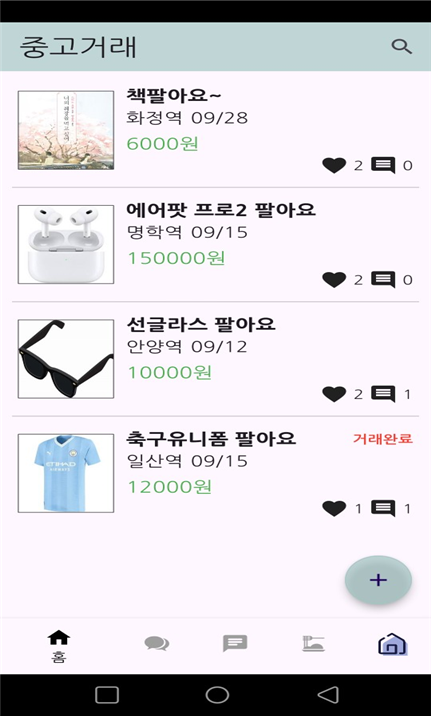 중고거래
책팔아요~
화정역 09/28
6000원
2 0
에어팟 프로2 팔아요
명학역 09/15
150000원
2 0
선글라스 팔아요
안양역 09/12
10000원
2 1
축구유니폼 팔아요 거래완료
일산역 09/15
12000원
1 1
ETIHAD
+
홈